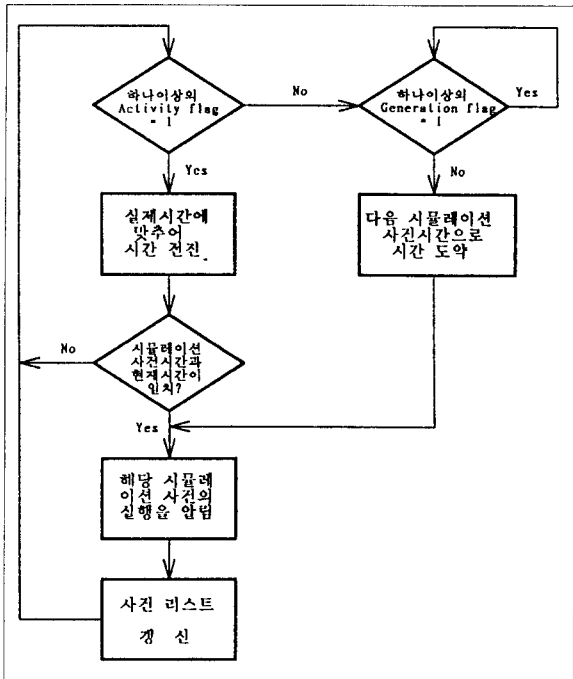 하나이상의
Activity flag
= 1
No
하나이상의
Generation flag
= 1
Yes
Yes
No
실제시간에
맞추어
시간 전진
다음 시뮬레이션
사건시간으로
시간 도약
시뮬레이션
사건시간과
현재시간이
일치?
No
Yes
해당 시뮬레
이션 사건의
실행을 알림
사건 리스트
갱 신